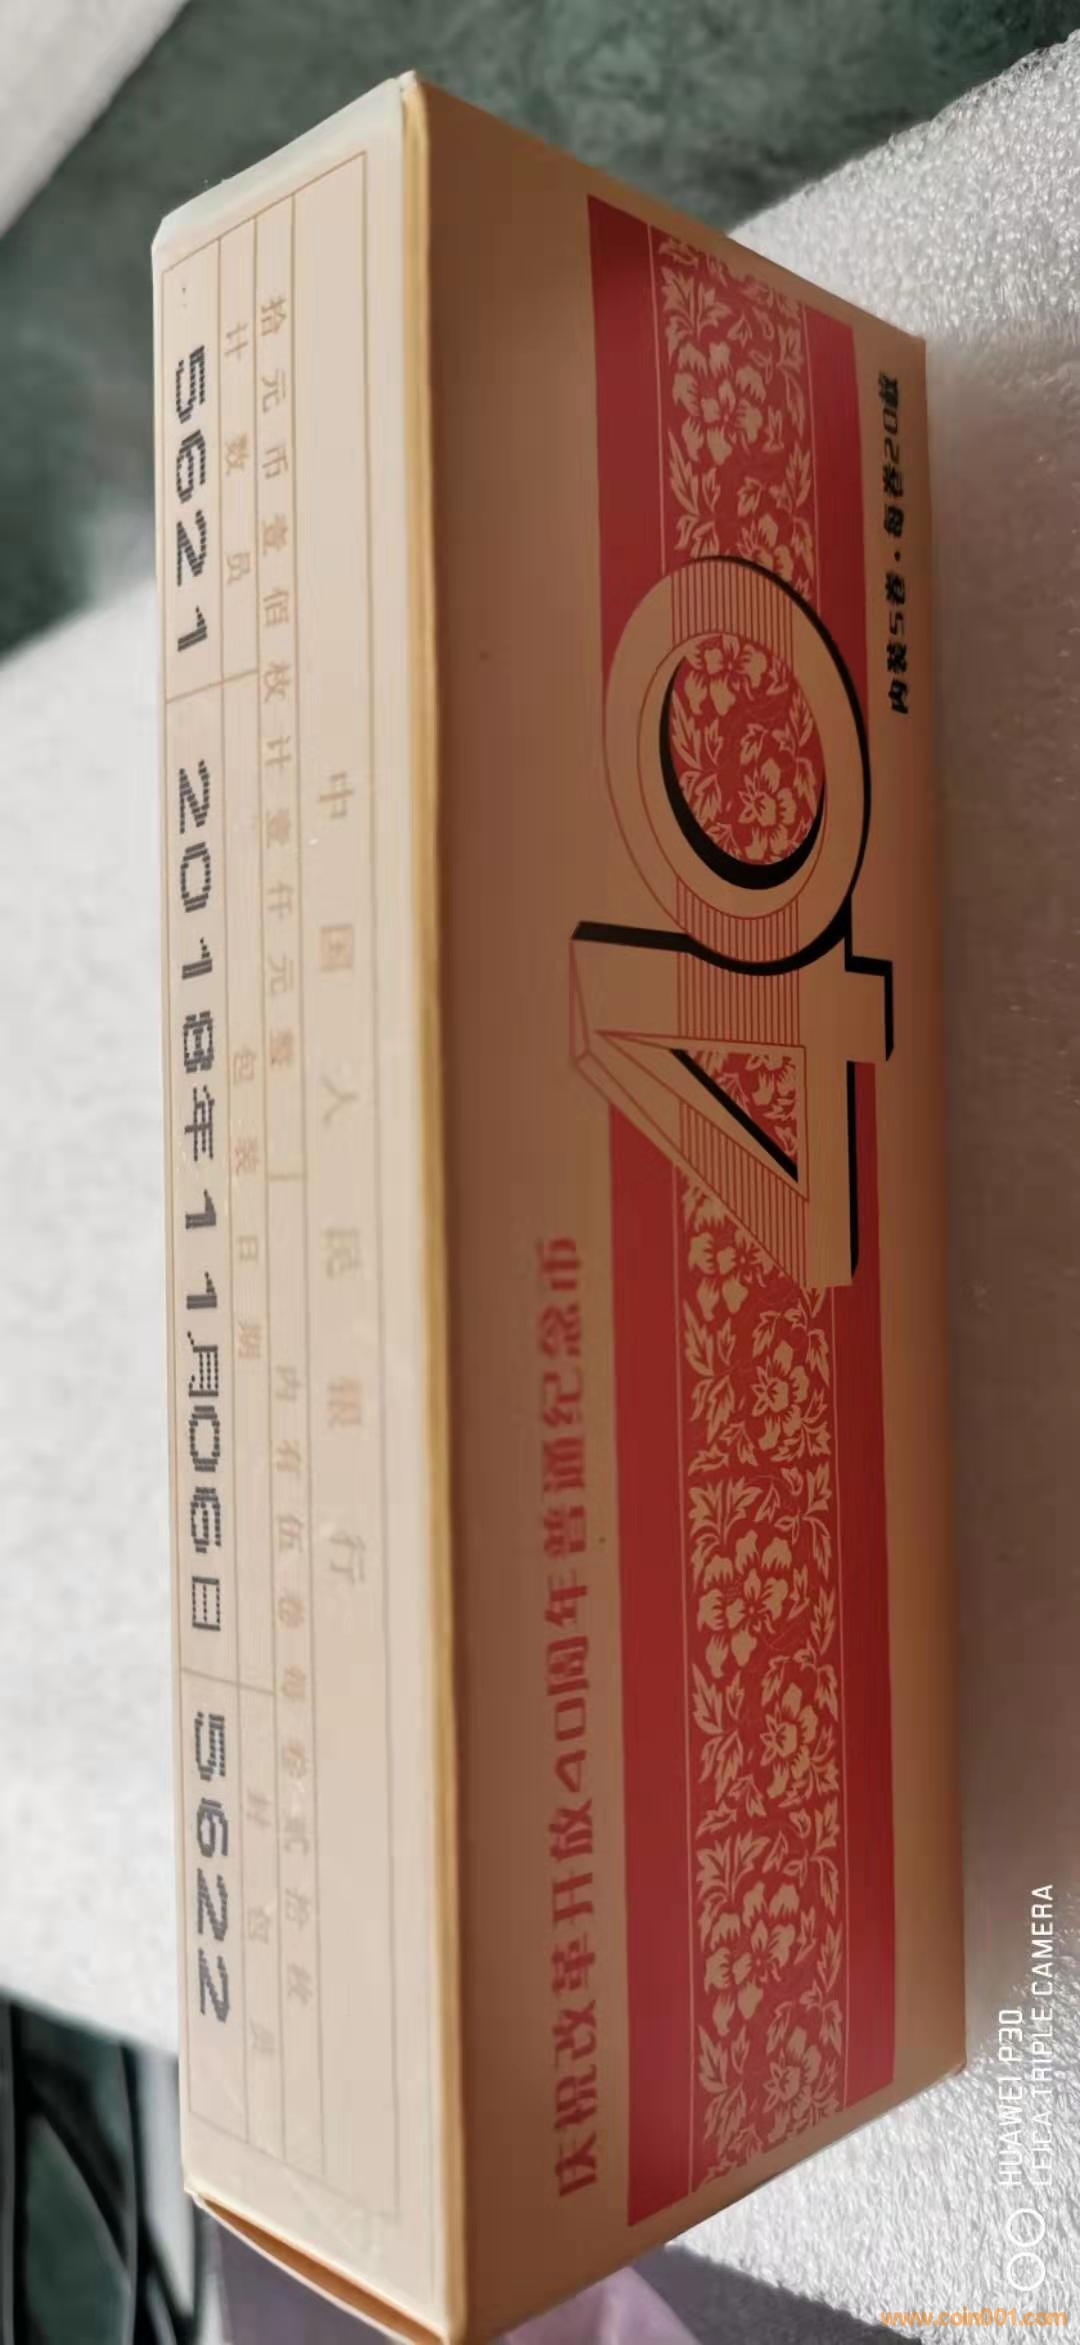 中国人民银行
拾元币壹佰枚计壹仟元整
内有伍卷每卷贰拾枚
计数员
包装日期
封包员
5621
2018年11月06日
5622
庆祝改革开放40周年普通纪念币
40
内装5卷·每卷20枚
HUAWEI P30
LEICA TRIPLE CAMERA
www.coin001.com